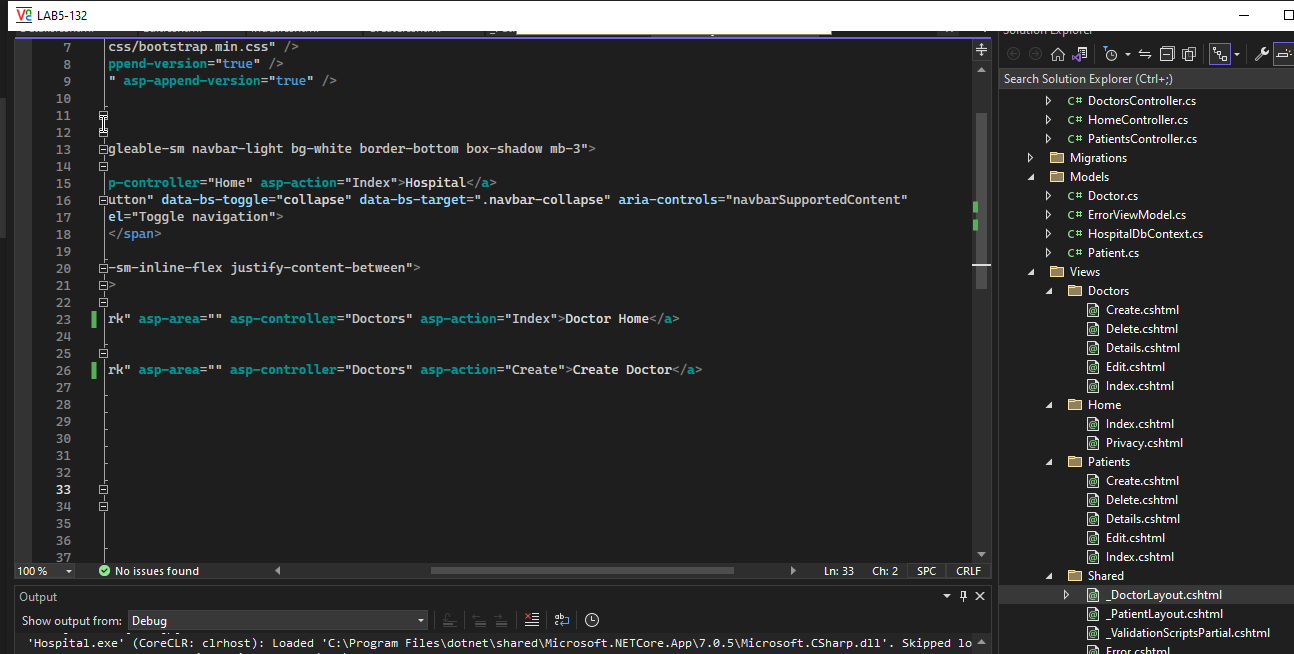 LAB5-132
7 css/bootstrap.min.css" />
8 ppend-version="true" />
9 " asp-append-version="true" />
10
11
12
13 gleable-sm navbar-light bg-white border-bottom box-shadow mb-3">
14
15 p-controller="Home" asp-action="Index">Hospital</a>
16 utton" data-bs-toggle="collapse" data-bs-target=".navbar-collapse" aria-controls="navbarSupportedContent"
17 el="Toggle navigation">
18 </span>
19
20 -sm-inline-flex justify-content-between">
21 >
22
23 rk" asp-area="" asp-controller="Doctors" asp-action="Index">Doctor Home</a>
24
25
26 rk" asp-area="" asp-controller="Doctors" asp-action="Create">Create Doctor</a>
27
28
29
30
31
32
33
34
35
36
37
100 %
No issues found
Ln: 33
Ch: 2
SPC
CRLF
Output
Show output from:
Debug
'Hospital.exe' (CoreCLR: clrhost): Loaded 'C:\Program Files\dotnet\shared\Microsoft.NETCore.App\7.0.5\Microsoft.CSharp.dll'. Skipped lo
Solution Explorer
Search Solution Explorer (Ctrl+;)
C# DoctorsController.cs
C# HomeController.cs
C# PatientsController.cs
Migrations
Models
C# Doctor.cs
C# ErrorViewModel.cs
C# HospitalDbContext.cs
C# Patient.cs
Views
Doctors
Create.cshtml
Delete.cshtml
Details.cshtml
Edit.cshtml
Index.cshtml
Home
Index.cshtml
Privacy.cshtml
Patients
Create.cshtml
Delete.cshtml
Details.cshtml
Edit.cshtml
Index.cshtml
Shared
_DoctorLayout.cshtml
_PatientLayout.cshtml
_ValidationScriptsPartial.cshtml
Error.cshtml